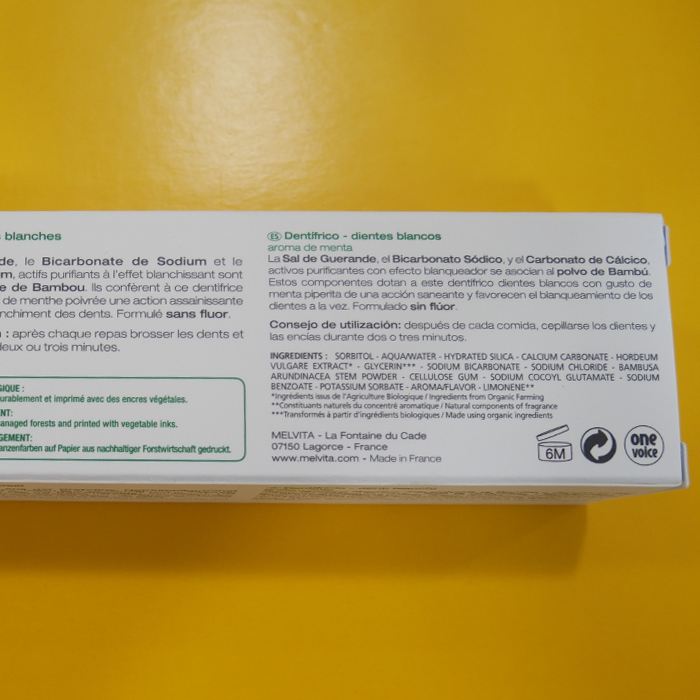 blanches
de, le Bicarbonate de Sodium et le
m, actifs purifiants à l'effet blanchissant sont
e de Bambou. Ils confèrent à ce dentifrice
de menthe poivrée une action assainissante
nchiment des dents. Formulé sans fluor.
: après chaque repas brosser les dents et
deux ou trois minutes.
GIQUE :
urablement et imprimé avec des encres végétales.
NT:
anaged forests and printed with vegetable inks.
GEMENT:
anzenfarben auf Papier aus nachhaltiger Forstwirtschaft gedruckt.
ES Dentífrico - dientes blancos
aroma de menta
La Sal de Guerande, el Bicarbonato Sódico, y el Carbonato de Cálcico,
activos purificantes con efecto blanqueador se asocian al polvo de Bambú.
Estos componentes dotan a este dentífrico dientes blancos con gusto de
menta piperita de una acción saneante y favorecen el blanqueamiento de los
dientes a la vez. Formulado sin flúor.
Consejo de utilización: después de cada comida, cepillarse los dientes y
las encías durante dos o tres minutos.
INGREDIENTS : SORBITOL - AQUA/WATER - HYDRATED SILICA - CALCIUM CARBONATE - HORDEUM
VULGARE EXTRACT* - GLYCERIN*** - SODIUM BICARBONATE - SODIUM CHLORIDE - BAMBUSA
ARUNDINACEA STEM POWDER - CELLULOSE GUM - SODIUM COCOYL GLUTAMATE - SODIUM
BENZOATE - POTASSIUM SORBATE - AROMA/FLAVOR - LIMONENE**
*Ingrédients issus de l'Agriculture Biologique / Ingredients from Organic Farming
**Constituants naturels du concentré aromatique / Natural components of fragrance
***Transformés à partir d'ingrédients biologiques / Made using organic ingredients
MELVITA - La Fontaine du Cade
07150 Lagorce - France
www.melvita.com - Made in France
6M
one
voice